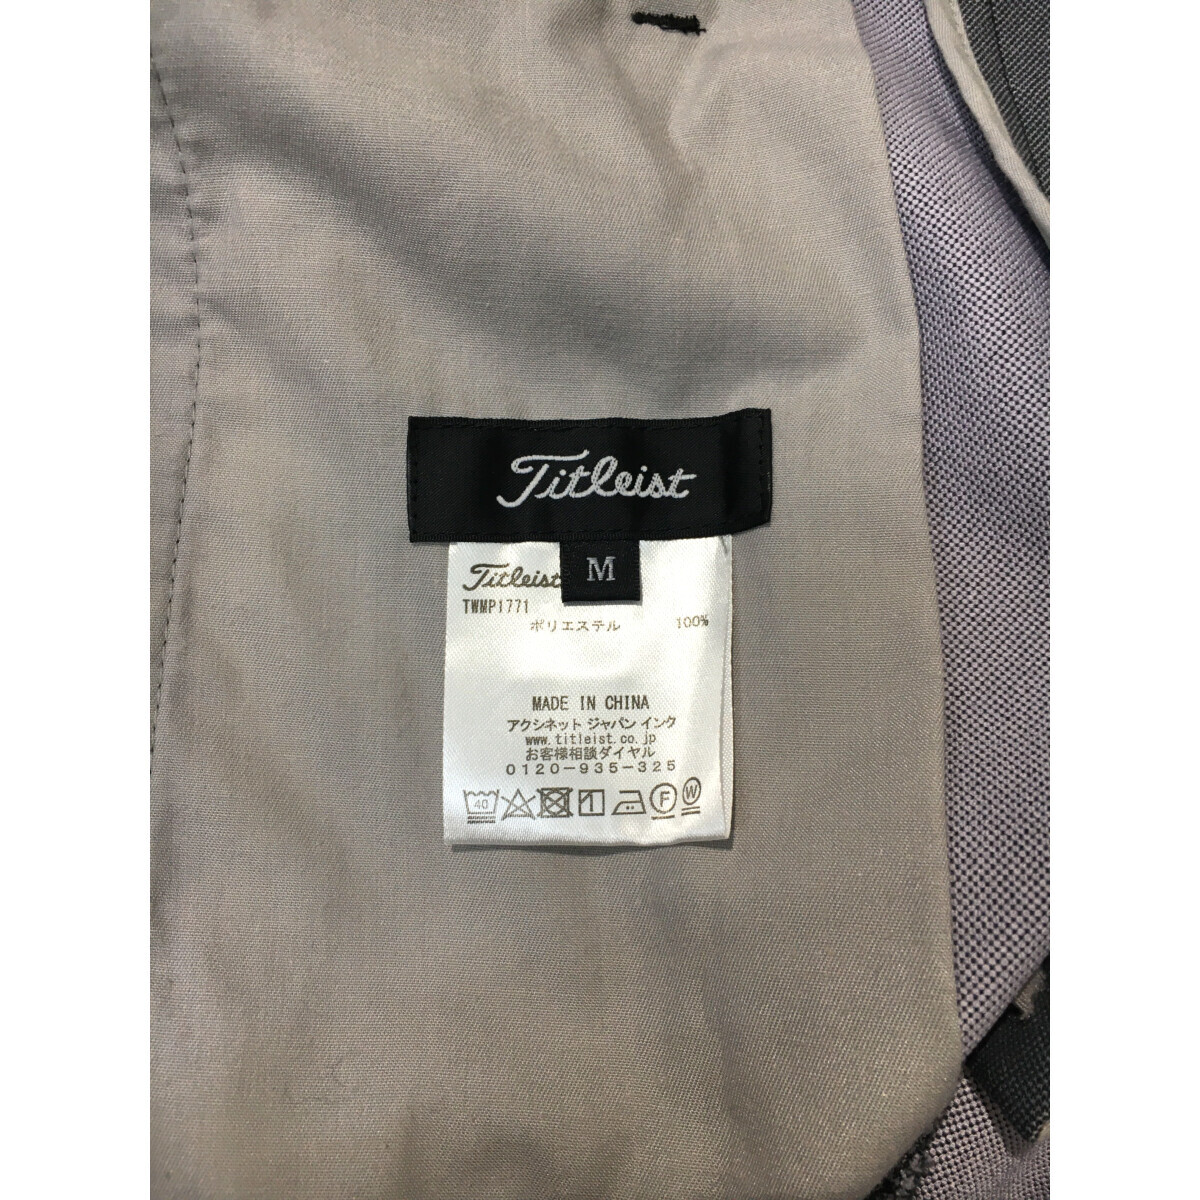 Titleist
M
Titleist
TWMP1771
ポリエステル 100%
MADE IN CHINA
アクシネット ジャパン インク
www.titleist.co.jp
お客様相談ダイヤル
0120-935-325
40 1 F W